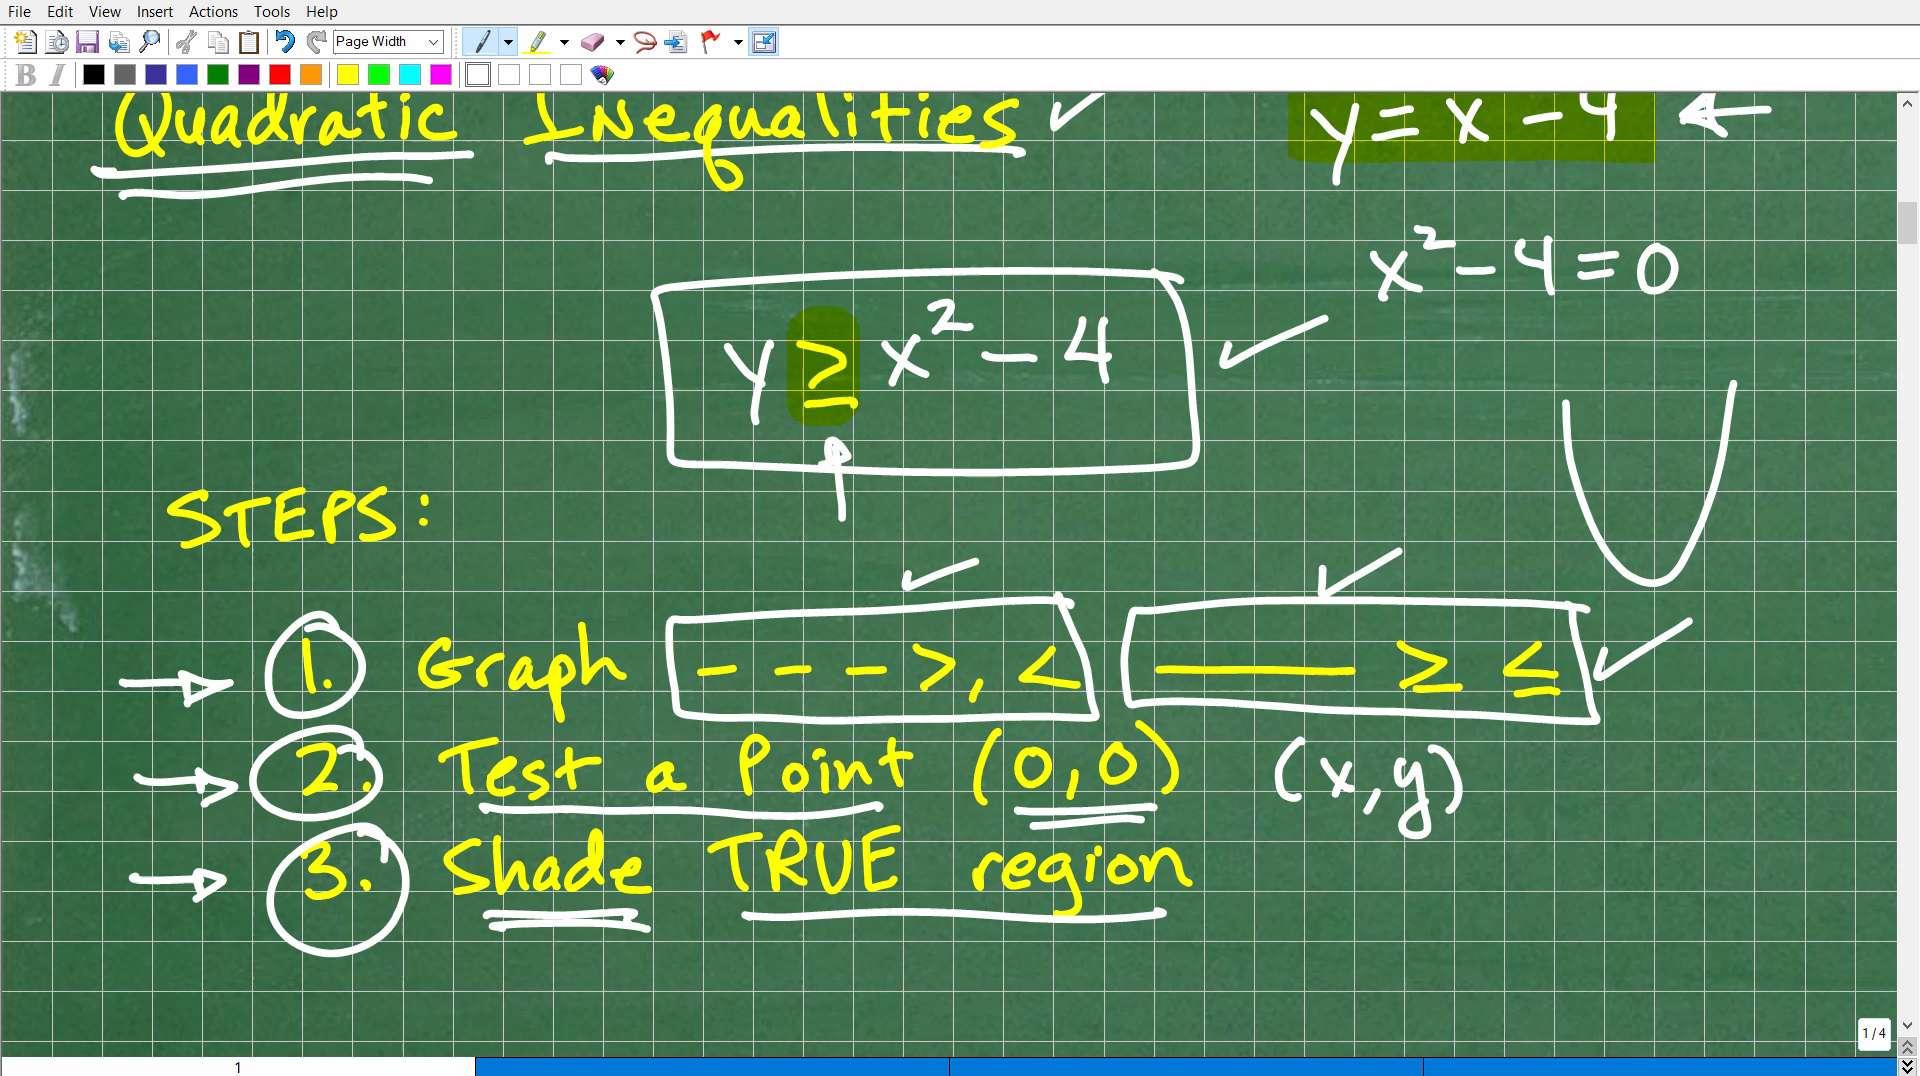 File Edit View Insert Actions Tools Help
Page Width
B I
Quadratic Inequalities
y = x - 4
x² - 4 = 0
y ≥ x² - 4
STEPS:
1. Graph - - - >, < — ≥ ≤
2. Test a Point (0,0) (x,y)
3. Shade TRUE region
1 / 4
1